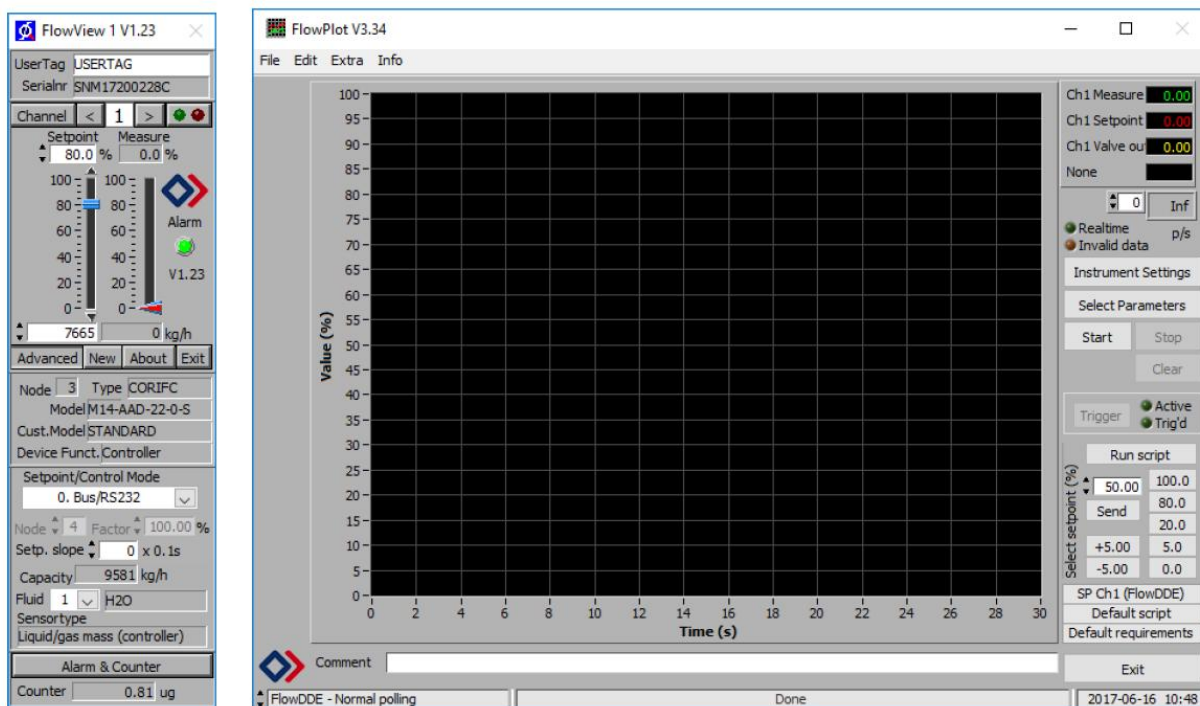 FlowView 1 V1.23
UserTag USERTAG
Serialnr SNM17200228C
Channel < 1 >
Setpoint Measure
80.0 % 0.0 %
100 100
80 80
60 60
40 40
20 20
0 0
Alarm
V1.23
7665 0 kg/h
Advanced New About Exit
Node 3 Type CORIFC
Model M14-AAD-22-0-S
Cust.Model STANDARD
Device Funct. Controller
Setpoint/Control Mode
0. Bus/RS232
Node 4 Factor 100.00 %
Setp. slope 0 x 0.1s
Capacity 9581 kg/h
Fluid 1 H2O
Sensortype
Liquid/gas mass (controller)
Alarm & Counter
Counter 0.81 ug
FlowPlot V3.34
File Edit Extra Info
Value (%)
100
95
90
85
80
75
70
65
60
55
50
45
40
35
30
25
20
15
10
5
0
0 2 4 6 8 10 12 14 16 18 20 22 24 26 28 30
Time (s)
Ch1 Measure 0.00
Ch1 Setpoint 0.00
Ch1 Valve ou 0.00
None
0 Inf
Realtime p/s
Invalid data
Instrument Settings
Select Parameters
Start Stop
Clear
Trigger Active
Trig'd
Run script
Select setpoint (%)
50.00 100.0
Send 80.0
20.0
+5.00 5.0
-5.00 0.0
SP Ch1 (FlowDDE)
Default script
Default requirements
Comment
Exit
FlowDDE - Normal polling Done 2017-06-16 10:48